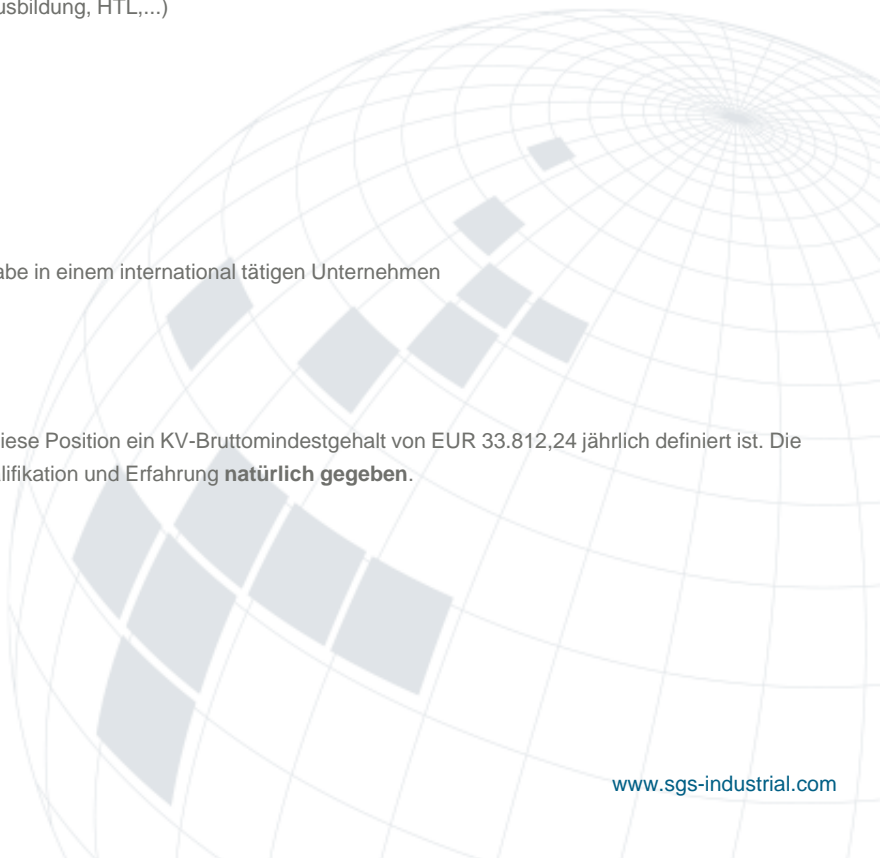 usbildung, HTL,...)
abe in einem international tätigen Unternehmen
iese Position ein KV-Bruttomindestgehalt von EUR 33.812,24 jährlich definiert ist. Die
lifikation und Erfahrung natürlich gegeben.
www.sgs-industrial.com